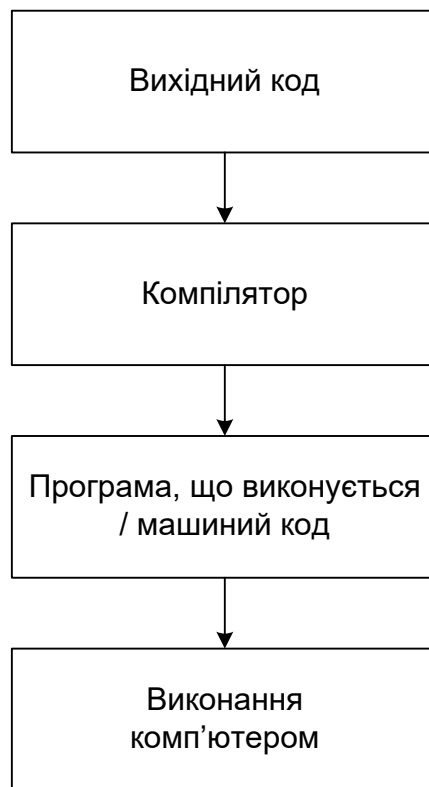 Вихідний код
Компілятор
Програма, що виконується
/ машиний код
Виконання
комп’ютером